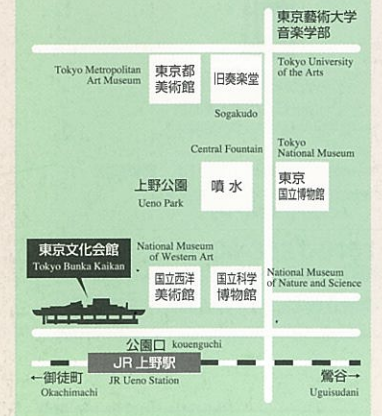 東京藝術大学
音楽学部
Tokyo University
of the Arts
Tokyo Metropolitan
Art Museum
東京都
美術館
旧奏楽堂
Sogakudo
Central Fountain
Tokyo
National Museum
上野公園
Ueno Park
噴水
東京
国立博物館
東京文化会館
Tokyo Bunka Kaikan
National Museum
of Western Art
国立西洋
美術館
国立科学
博物館
National Museum
of Nature and Science
公園口 kouenguchi
JR 上野駅
JR Ueno Station
←御徒町
Okachimachi
→
鶯谷
Uguisudani